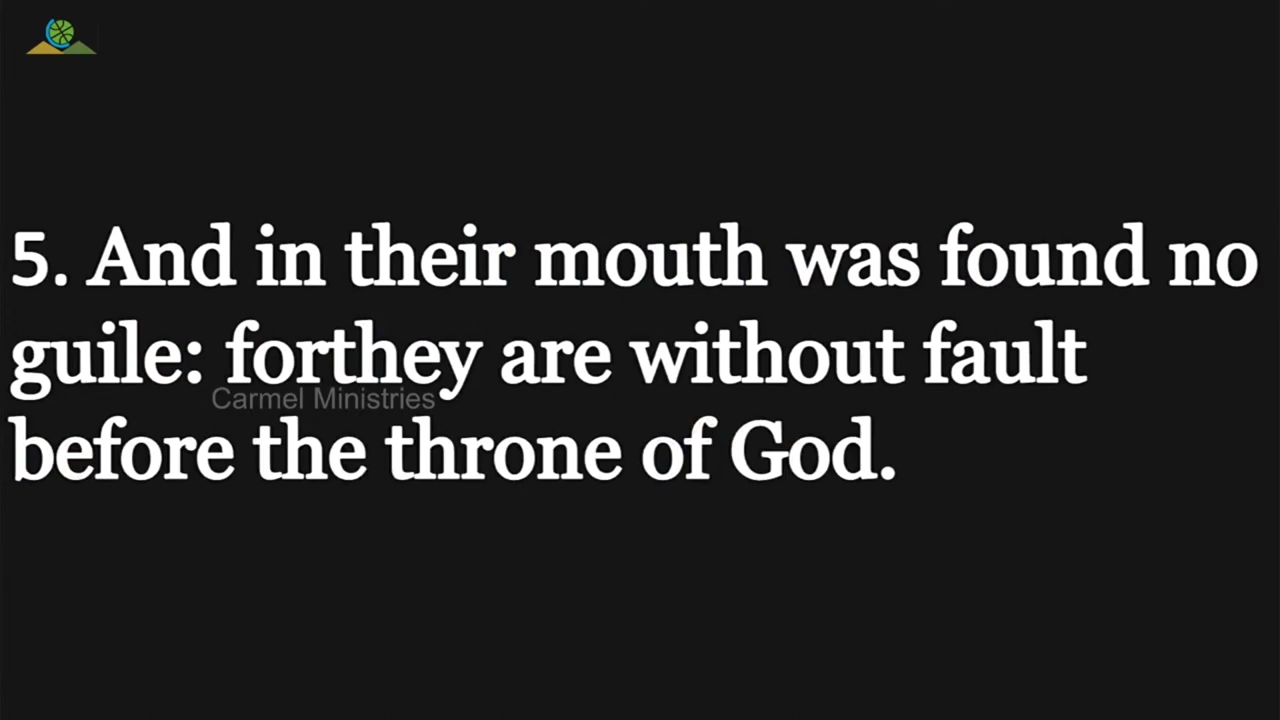 5. And in their mouth was found no
guile: forthey are without fault
Carmel Ministries
before the throne of God.